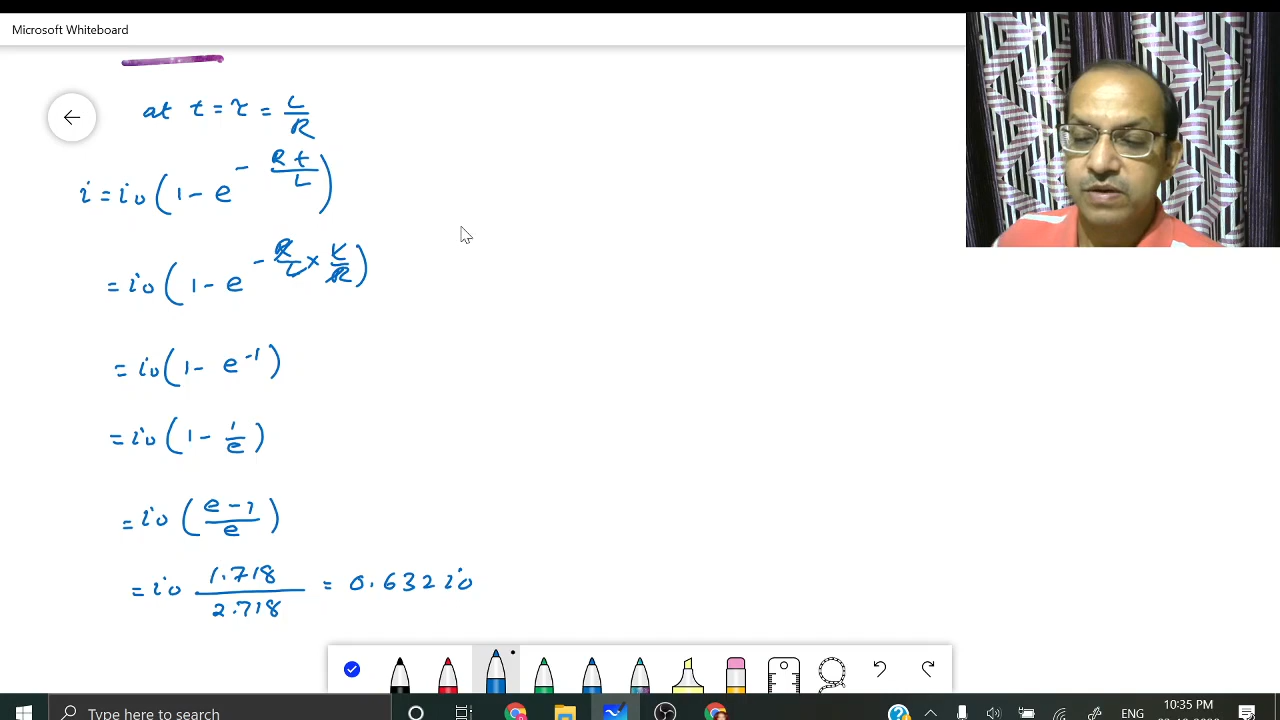 Microsoft Whiteboard
at t = τ = L/R
i = i₀(1 - e^(- Rt/L))
= i₀(1 - e^(- R/L × L/R))
= i₀(1 - e⁻¹)
= i₀(1 - 1/e)
= i₀((e-1)/e)
= i₀ 1.718/2.718 = 0.632 i₀
Type here to search
ENG
10:35 PM